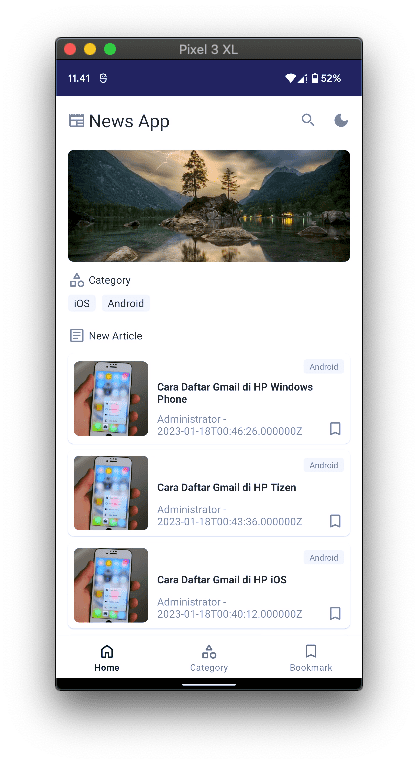 Pixel 3 XL
11.41
52%
News App
Category
iOS
Android
New Article
Android
Cara Daftar Gmail di HP Windows
Phone
Administrator -
2023-01-18T00:46:26.000000Z
Android
Cara Daftar Gmail di HP Tizen
Administrator -
2023-01-18T00:43:36.000000Z
Android
Cara Daftar Gmail di HP iOS
Administrator -
2023-01-18T00:40:12.000000Z
Home
Category
Bookmark